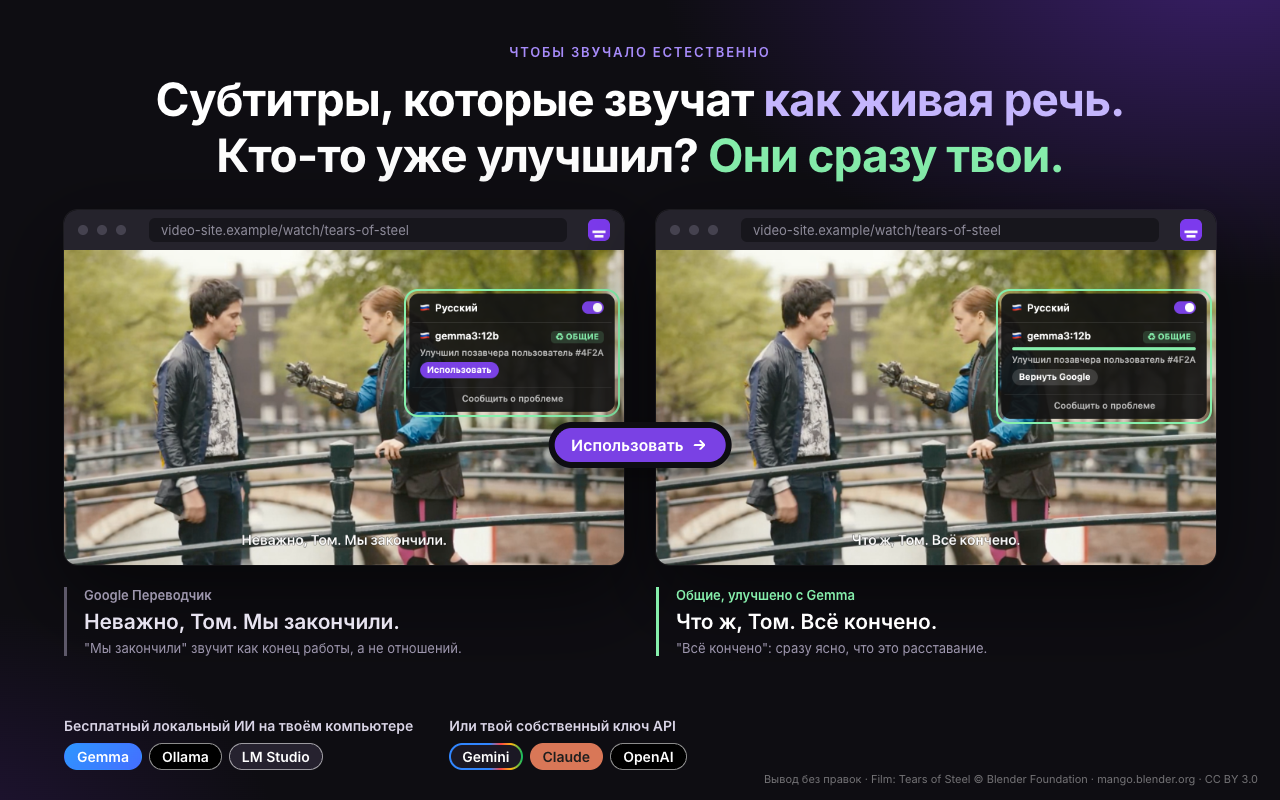 ЧТОБЫ ЗВУЧАЛО ЕСТЕСТВЕННО
Субтитры, которые звучат как живая речь.
Кто-то уже улучшил? Они сразу твои.
video-site.example/watch/tears-of-steel
Русский
gemma3:12b
♻ ОБЩИЕ
Улучшил позавчера пользователь #4F2A
Использовать
Сообщить о проблеме
Неважно, Том. Мы закончили.
Использовать →
video-site.example/watch/tears-of-steel
Русский
gemma3:12b
♻ ОБЩИЕ
Улучшил позавчера пользователь #4F2A
Вернуть Google
Сообщить о проблеме
Что ж, Том. Всё кончено.
Google Переводчик
Неважно, Том. Мы закончили.
"Мы закончили" звучит как конец работы, а не отношений.
Общие, улучшено с Gemma
Что ж, Том. Всё кончено.
"Всё кончено": сразу ясно, что это расставание.
Бесплатный локальный ИИ на твоём компьютере
Gemma
Ollama
LM Studio
Или твой собственный ключ API
Gemini
Claude
OpenAI
Вывод без правок · Film: Tears of Steel © Blender Foundation · mango.blender.org · CC BY 3.0